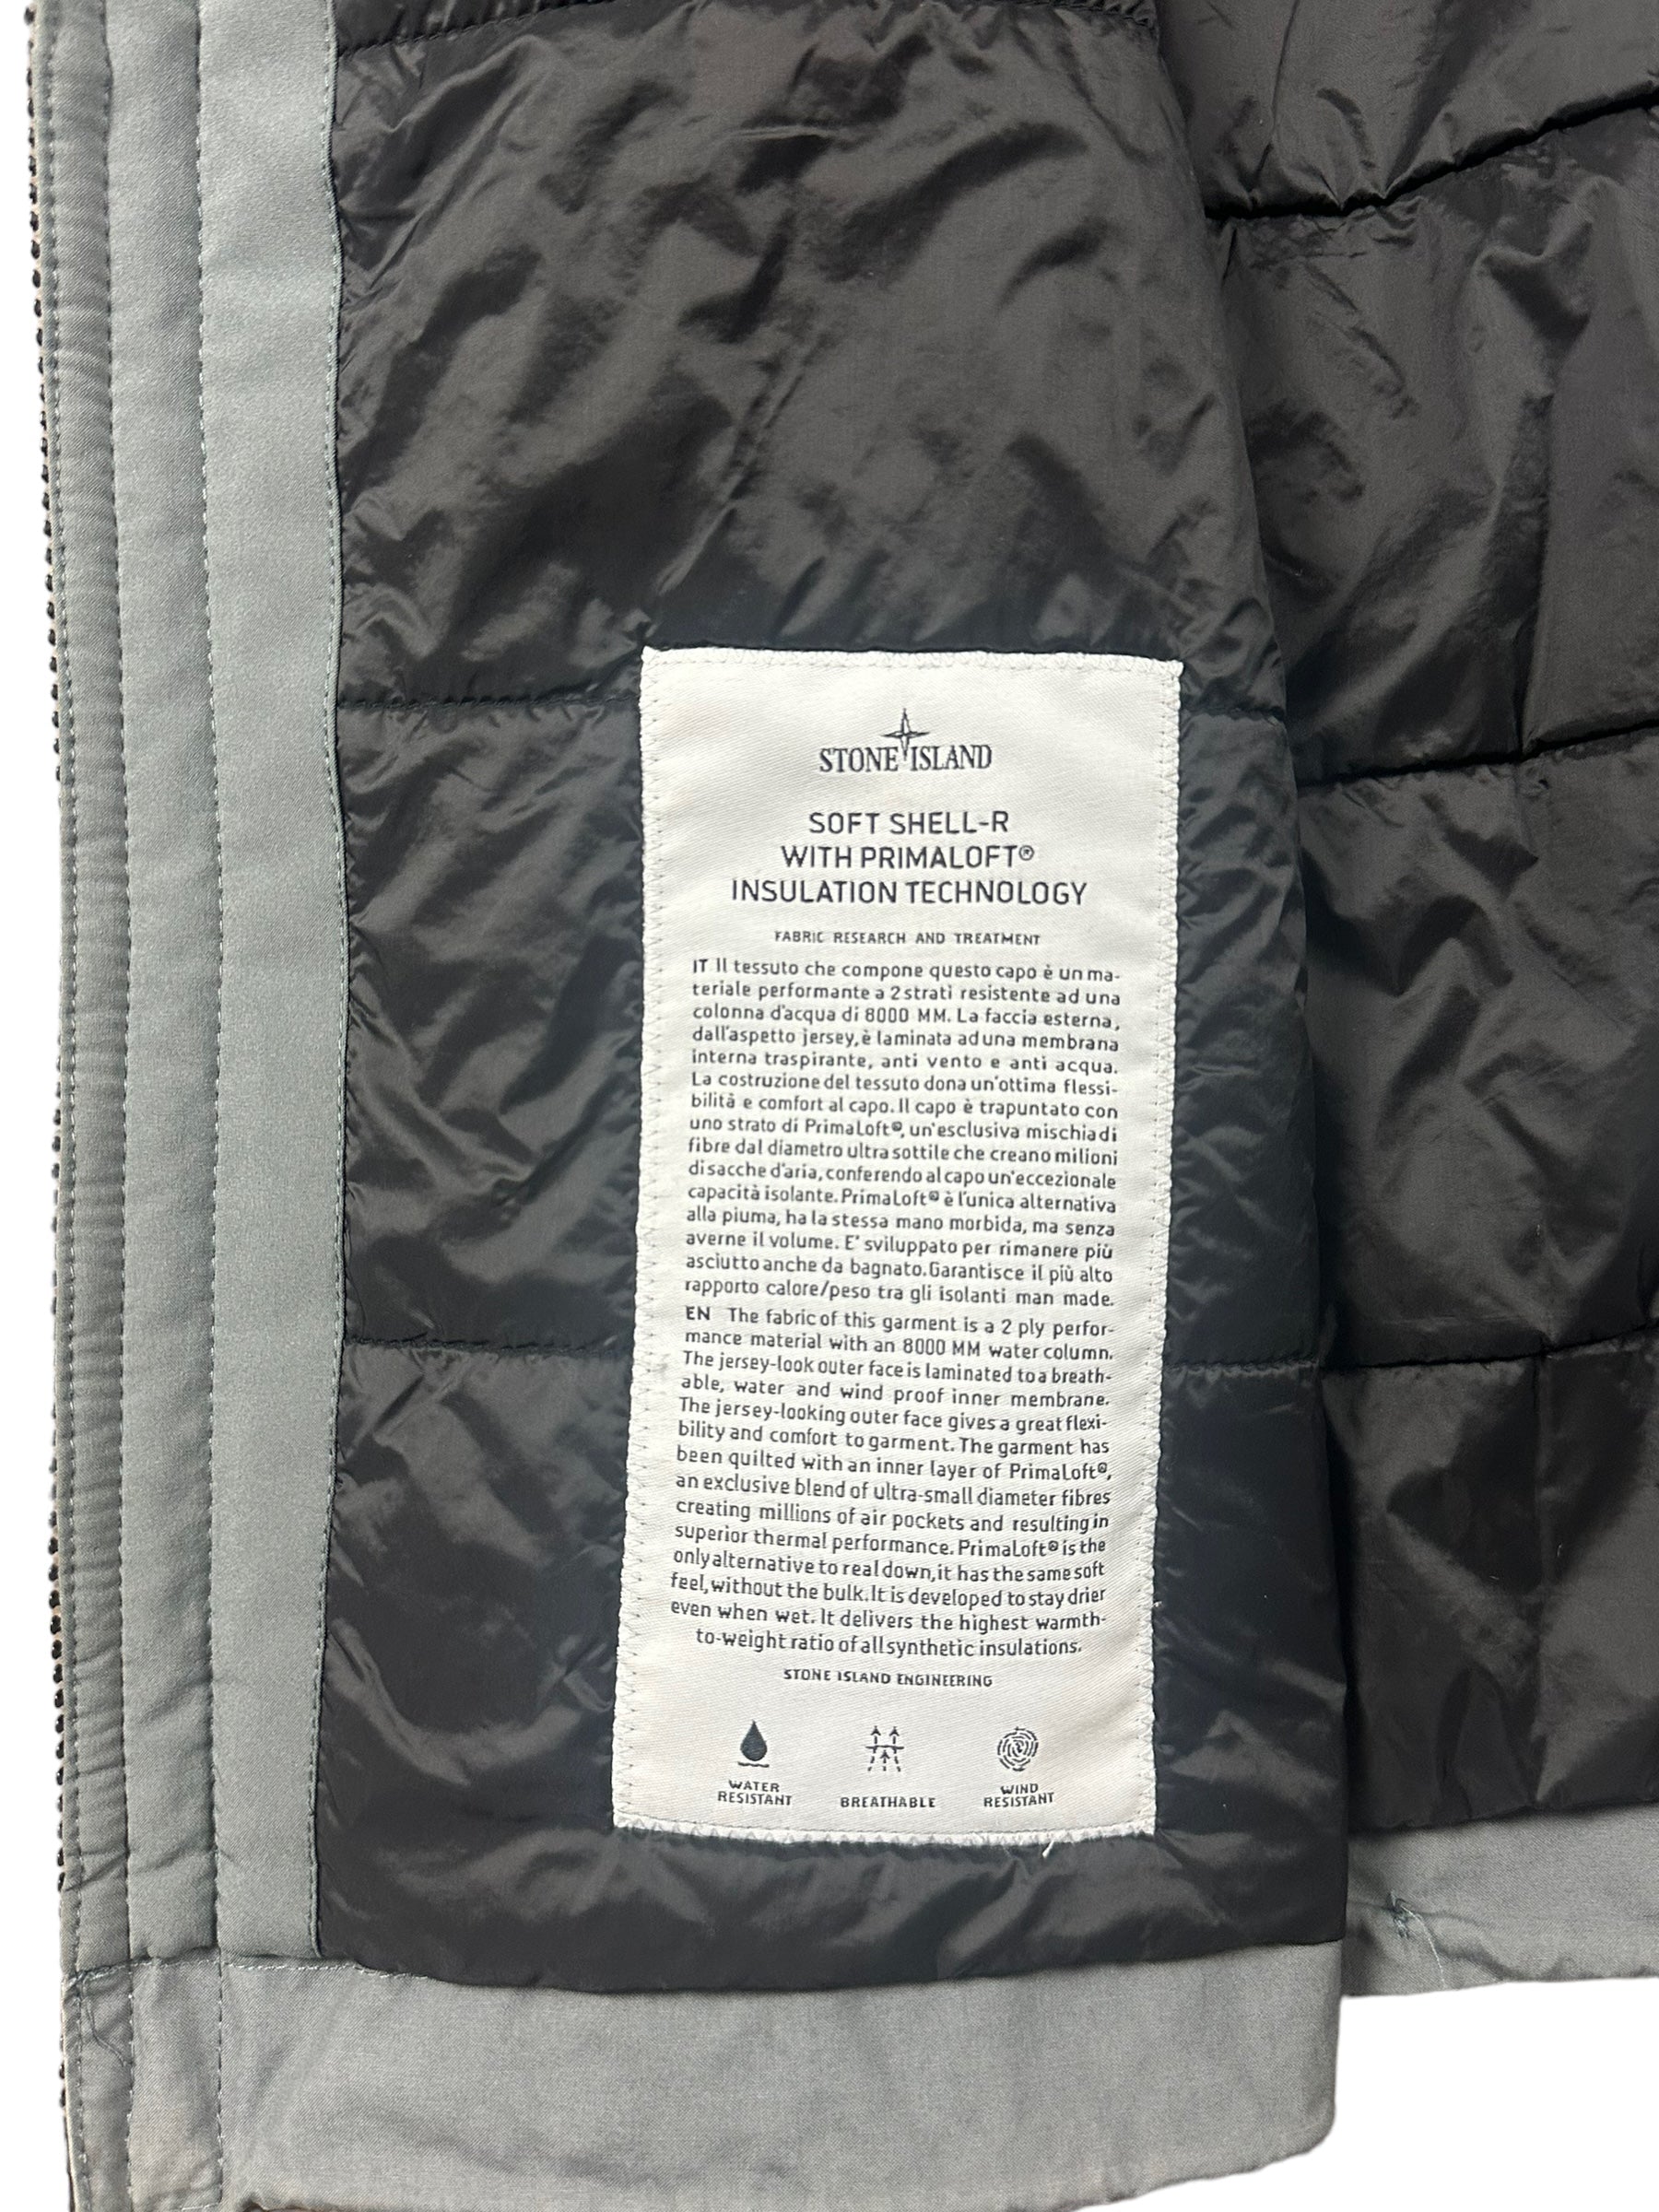 STONE ISLAND
SOFT SHELL-R
WITH PRIMALOFT®
INSULATION TECHNOLOGY
FABRIC RESEARCH AND TREATMENT
IT Il tessuto che compone questo capo è un ma-
teriale performante a 2 strati resistente ad una
colonna d'acqua di 8000 MM. La faccia esterna,
dall'aspetto jersey, è laminata ad una membrana
interna traspirante, anti vento e anti acqua.
La costruzione del tessuto dona un'ottima flessi-
bilità e comfort al capo. Il capo è trapuntato con
uno strato di PrimaLoft®, un'esclusiva mischia di
fibre dal diametro ultra sottile che creano milioni
di sacche d'aria, conferendo al capo un'eccezionale
capacità isolante. PrimaLoft® è l'unica alternativa
alla piuma, ha la stessa mano morbida, ma senza
averne il volume. E' sviluppato per rimanere più
asciutto anche da bagnato. Garantisce il più alto
rapporto calore/peso tra gli isolanti man made.
EN The fabric of this garment is a 2 ply perfor-
mance material with an 8000 MM water column.
The jersey-look outer face is laminated to a breath-
able, water and wind proof inner membrane.
The jersey-looking outer face gives a great flexi-
bility and comfort to garment. The garment has
been quilted with an inner layer of PrimaLoft®,
an exclusive blend of ultra-small diameter fibres
creating millions of air pockets and resulting in
superior thermal performance. PrimaLoft® is the
only alternative to real down, it has the same soft
feel, without the bulk. It is developed to stay drier
even when wet. It delivers the highest warmth-
to-weight ratio of all synthetic insulations.
STONE ISLAND ENGINEERING
WATER RESISTANT
BREATHABLE
WIND RESISTANT